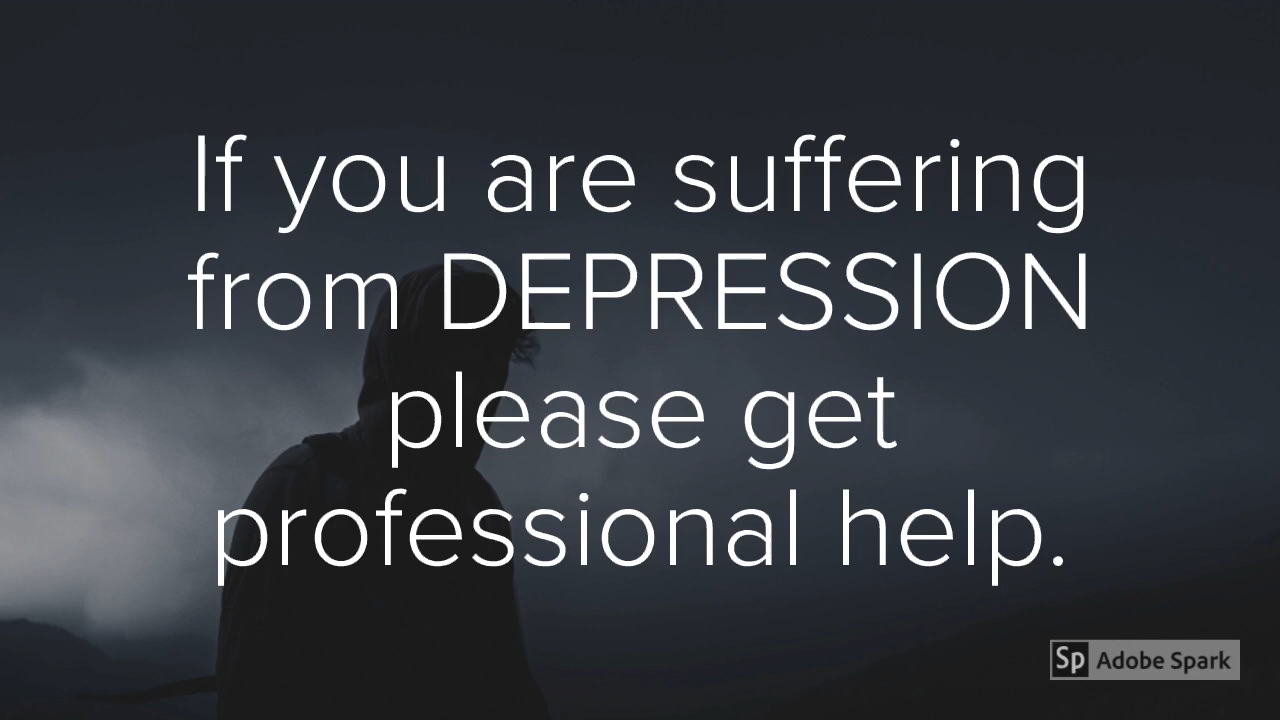 If you are suffering
from DEPRESSION
please get
professional help.
Sp Adobe Spark